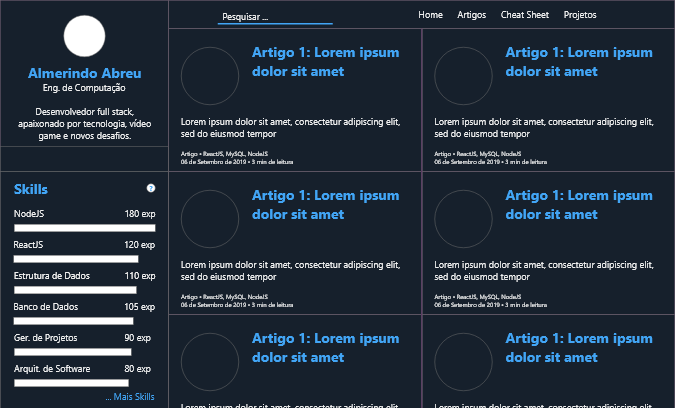 Almerindo Abreu
Eng. de Computação
Desenvolvedor full stack,
apaixonado por tecnologia, vídeo
game e novos desafios.
Skills ?
NodeJS 180 exp
ReactJS 120 exp
Estrutura de Dados 110 exp
Banco de Dados 105 exp
Ger. de Projetos 90 exp
Arquit. de Software 80 exp
... Mais Skills
Pesquisar ...
Home Artigos Cheat Sheet Projetos
Artigo 1: Lorem ipsum
dolor sit amet
Lorem ipsum dolor sit amet, consectetur adipiscing elit,
sed do eiusmod tempor
Artigo • ReactJS, MySQL, NodeJS
06 de Setembro de 2019 • 3 min de leitura
Artigo 1: Lorem ipsum
dolor sit amet
Lorem ipsum dolor sit amet, consectetur adipiscing elit,
sed do eiusmod tempor
Artigo • ReactJS, MySQL, NodeJS
06 de Setembro de 2019 • 3 min de leitura
Artigo 1: Lorem ipsum
dolor sit amet
Lorem ipsum dolor sit amet, consectetur adipiscing elit,
sed do eiusmod tempor
Artigo • ReactJS, MySQL, NodeJS
06 de Setembro de 2019 • 3 min de leitura
Artigo 1: Lorem ipsum
dolor sit amet
Lorem ipsum dolor sit amet, consectetur adipiscing elit,
sed do eiusmod tempor
Artigo • ReactJS, MySQL, NodeJS
06 de Setembro de 2019 • 3 min de leitura
Artigo 1: Lorem ipsum
dolor sit amet
Lorem ipsum dolor sit amet, consectetur adipiscing elit,
Artigo 1: Lorem ipsum
dolor sit amet
Lorem ipsum dolor sit amet, consectetur adipiscing elit,